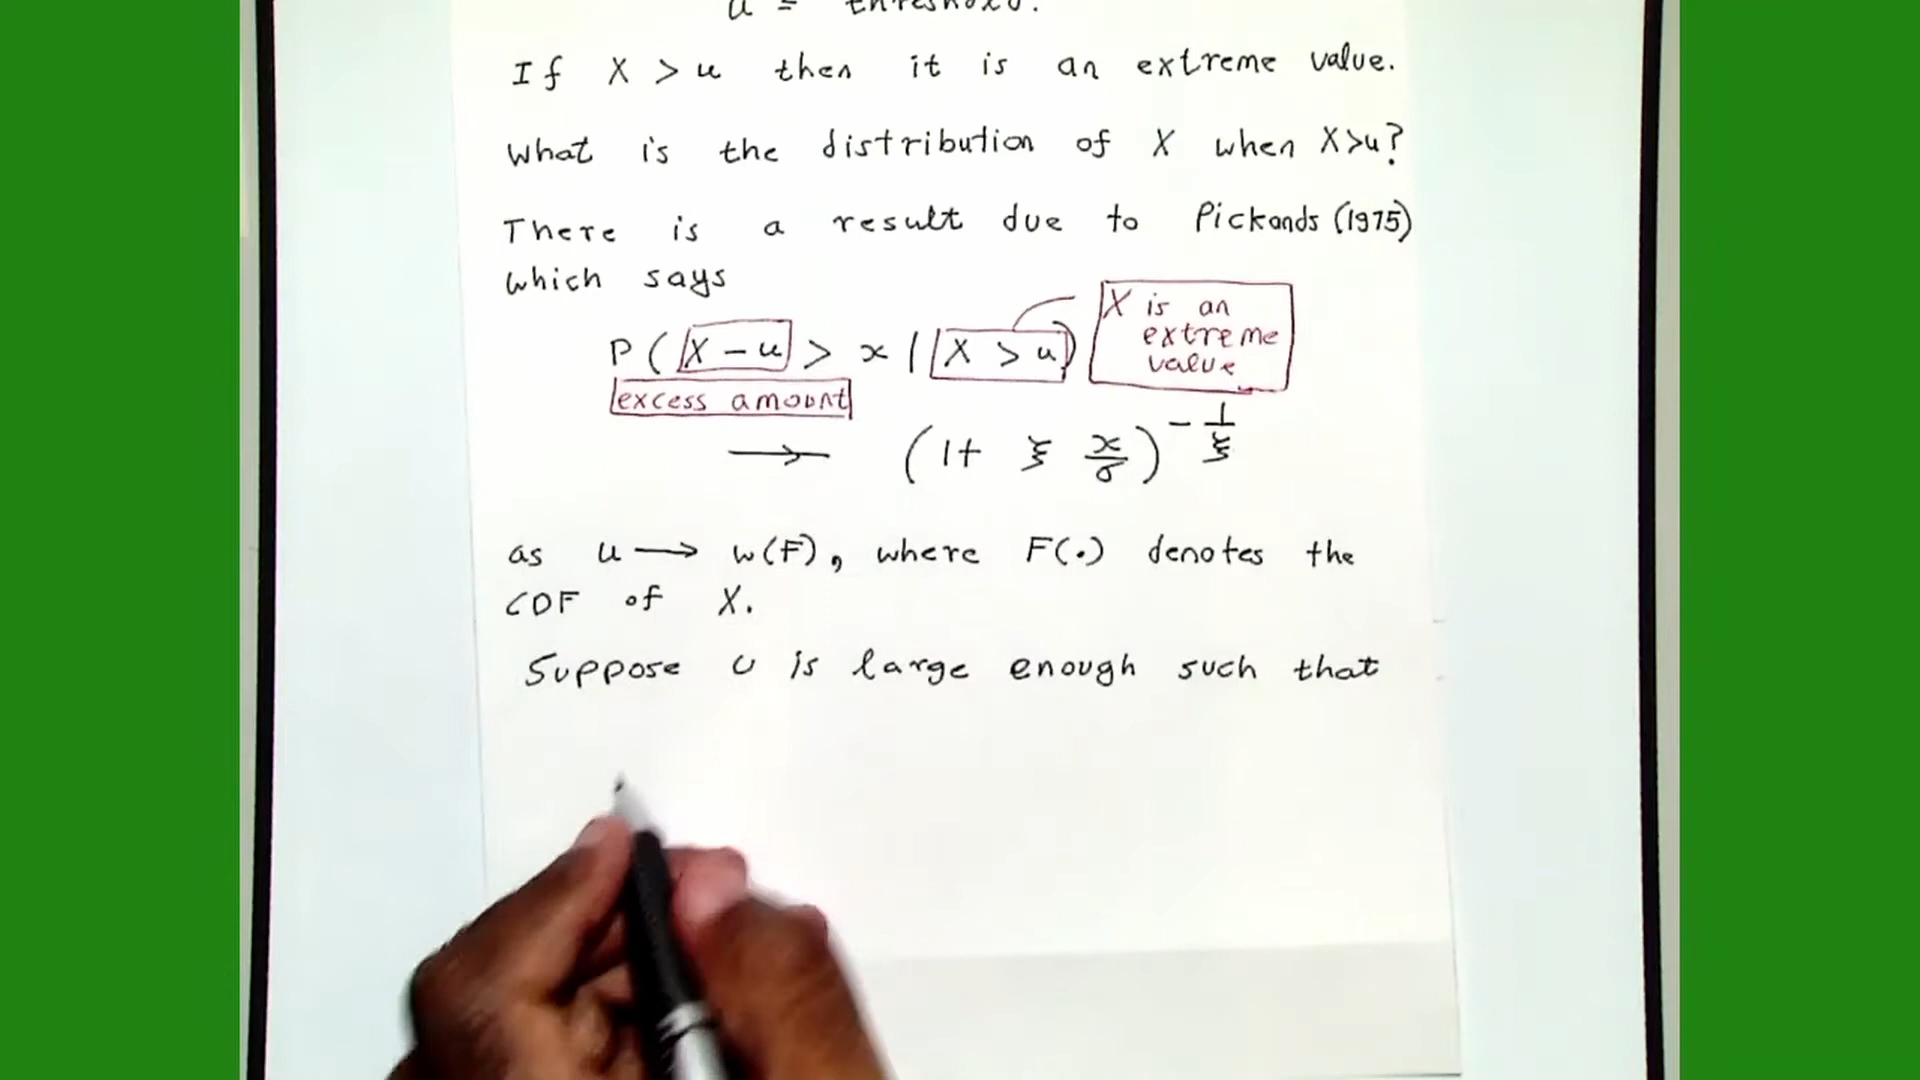 u = threshold.
If X > u then it is an extreme value.
What is the distribution of X when X>u?
There is a result due to Pickands (1975)
which says
P ( X - u > x | X > u )
X is an
extreme
value
excess amount
⟶ (1+ ξ x/σ)^(-1/ξ)
as u ⟶ w(F), where F(.) denotes the
CDF of X.
Suppose u is large enough such that